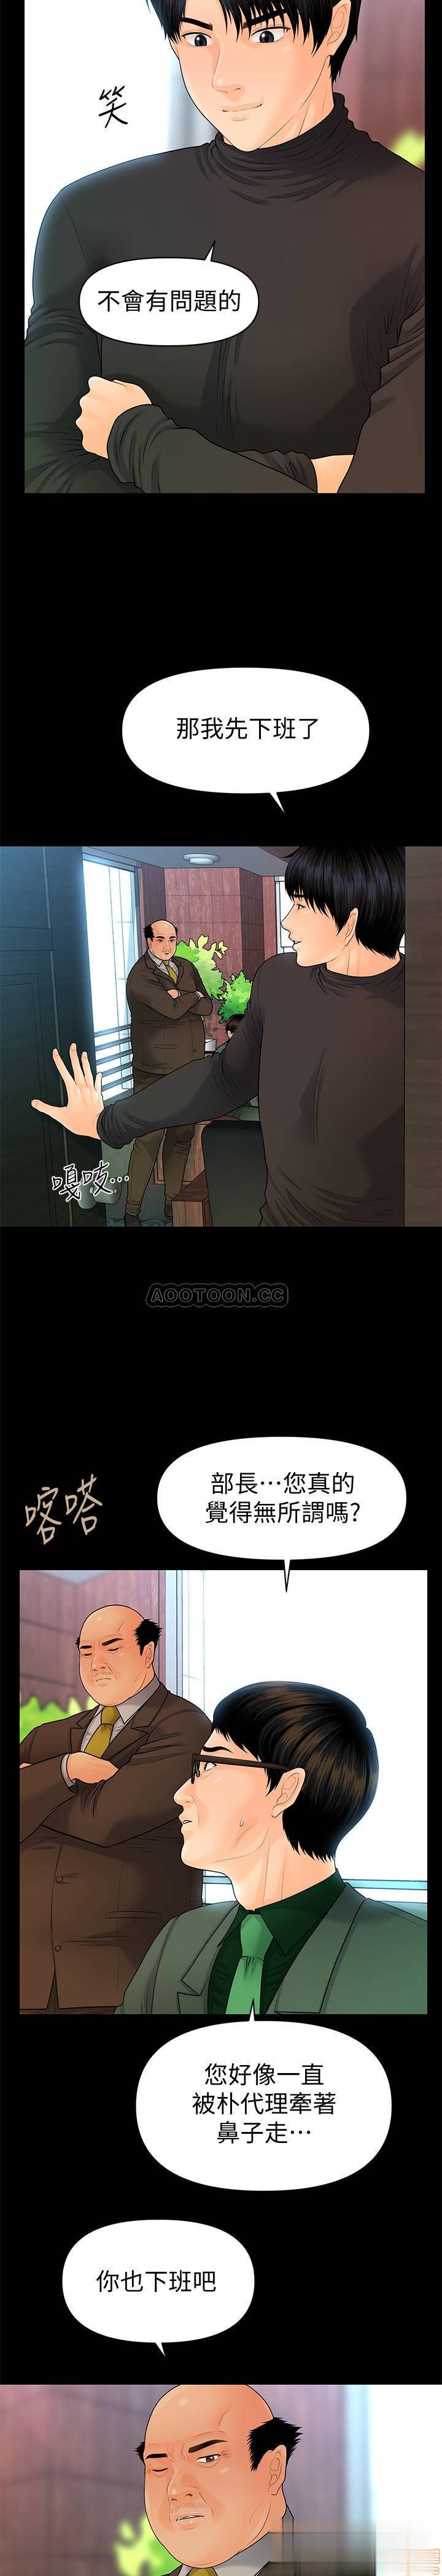 笑
不會有問題的
那我先下班了
嘎吱…
AOOTOON.CC
喀嗒
部長…您真的
覺得無所謂嗎?
您好像一直
被朴代理牽著
鼻子走…
你也下班吧